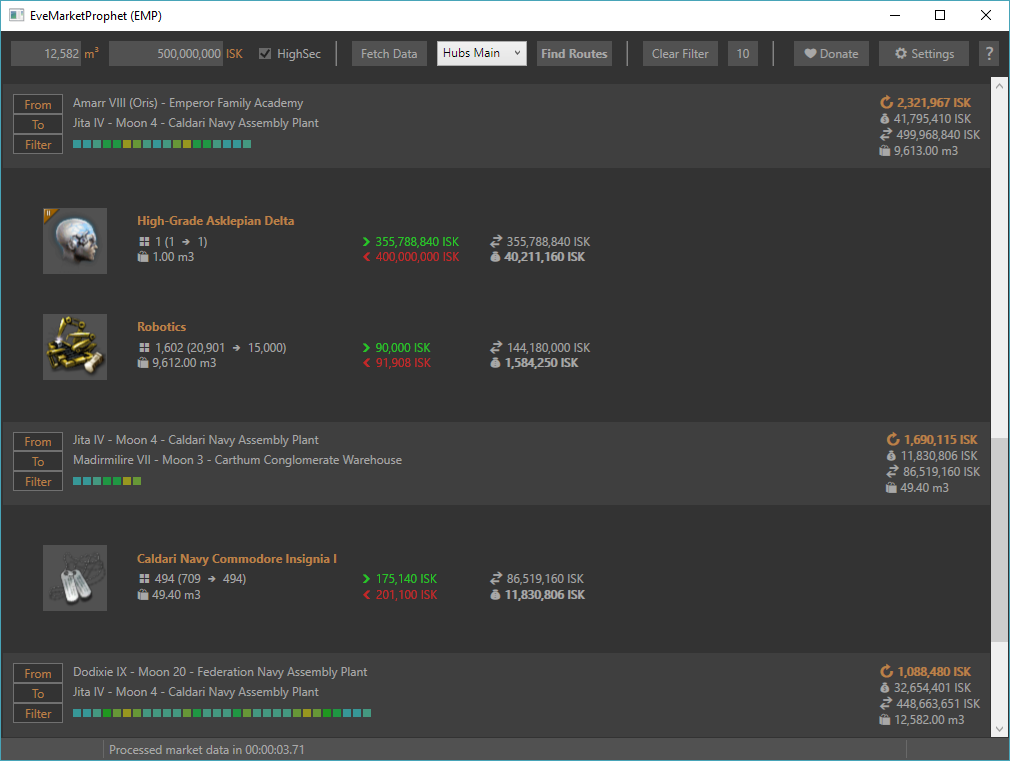 EveMarketProphet (EMP)
12,582 m³ 500,000,000 ISK HighSec Fetch Data Hubs Main Find Routes Clear Filter 10 Donate Settings ?
From Amarr VIII (Oris) - Emperor Family Academy 2,321,967 ISK
To Jita IV - Moon 4 - Caldari Navy Assembly Plant 41,795,410 ISK
499,968,840 ISK
Filter 9,613.00 m3
High-Grade Asklepian Delta
1 (1 → 1) 355,788,840 ISK 355,788,840 ISK
1.00 m3 400,000,000 ISK 40,211,160 ISK
Robotics
1,602 (20,901 → 15,000) 90,000 ISK 144,180,000 ISK
9,612.00 m3 91,908 ISK 1,584,250 ISK
From Jita IV - Moon 4 - Caldari Navy Assembly Plant 1,690,115 ISK
To Madirmilire VII - Moon 3 - Carthum Conglomerate Warehouse 11,830,806 ISK
86,519,160 ISK
Filter 49.40 m3
Caldari Navy Commodore Insignia I
494 (709 → 494) 175,140 ISK 86,519,160 ISK
49.40 m3 201,100 ISK 11,830,806 ISK
From Dodixie IX - Moon 20 - Federation Navy Assembly Plant 1,088,480 ISK
To Jita IV - Moon 4 - Caldari Navy Assembly Plant 32,654,401 ISK
448,663,651 ISK
Filter 12,582.00 m3
Processed market data in 00:00:03.71